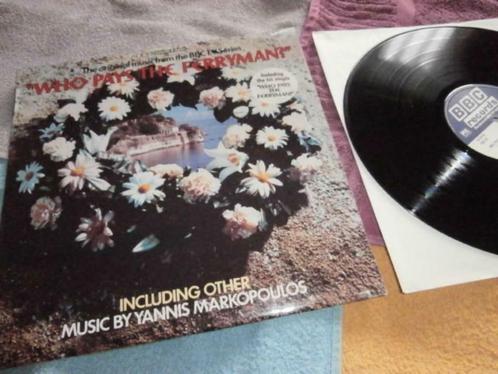 The original music from the BBC TV Series
"WHO PAYS THE FERRYMAN?"
Including
the hit single
"WHO PAYS
THE
FERRYMAN?"
INCLUDING OTHER
MUSIC BY YANNIS MARKOPOULOS
BBC
records